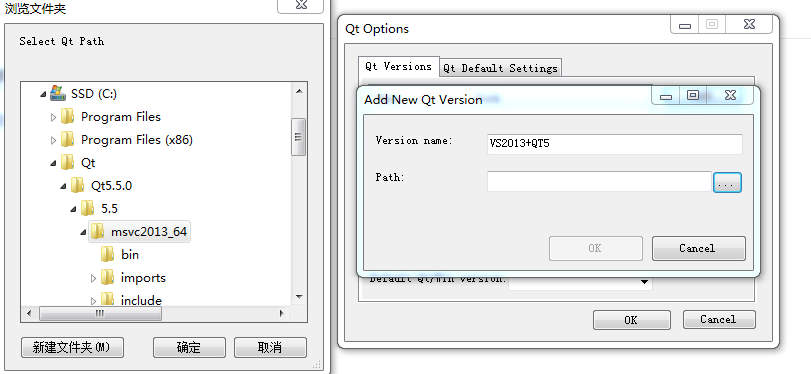 浏览文件夹
Select Qt Path
SSD (C:)
Program Files
Program Files (x86)
Qt
Qt5.5.0
5.5
msvc2013_64
bin
imports
include
新建文件夹(M)
确定
取消
Qt Options
Qt Versions
Qt Default Settings
Add New Qt Version
Version name:
VS2013+QT5
Path:
...
OK
Cancel
Default Qt/Win version:
OK
Cancel